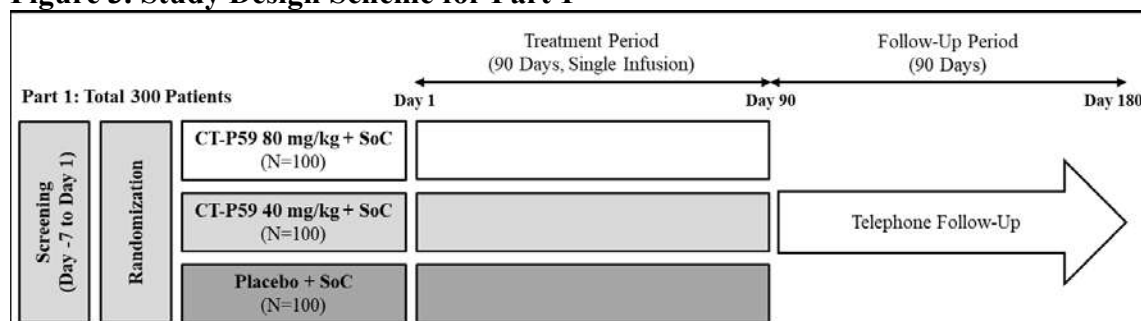 Figure 3. Study Design Scheme for Part 1
Treatment Period
(90 Days, Single Infusion)
Follow-Up Period
(90 Days)
Part 1: Total 300 Patients
Day 1
Day 90
Day 180
Screening
(Day -7 to Day 1)
Randomization
CT-P59 80 mg/kg + SoC
(N=100)
CT-P59 40 mg/kg + SoC
(N=100)
Placebo + SoC
(N=100)
Telephone Follow-Up